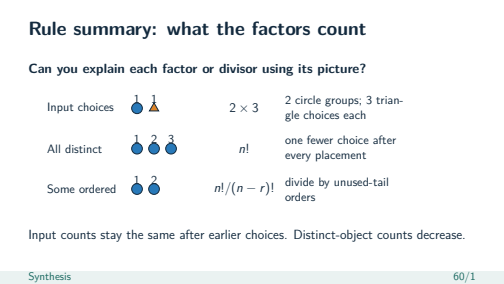 Rule summary: what the factors count
Can you explain each factor or divisor using its picture?
Input choices 1 1 2 × 3 2 circle groups; 3 trian-
gle choices each
All distinct 1 2 3 n! one fewer choice after
every placement
Some ordered 1 2 n!/(n − r)! divide by unused-tail
orders
Input counts stay the same after earlier choices. Distinct-object counts decrease.
Synthesis 60/1